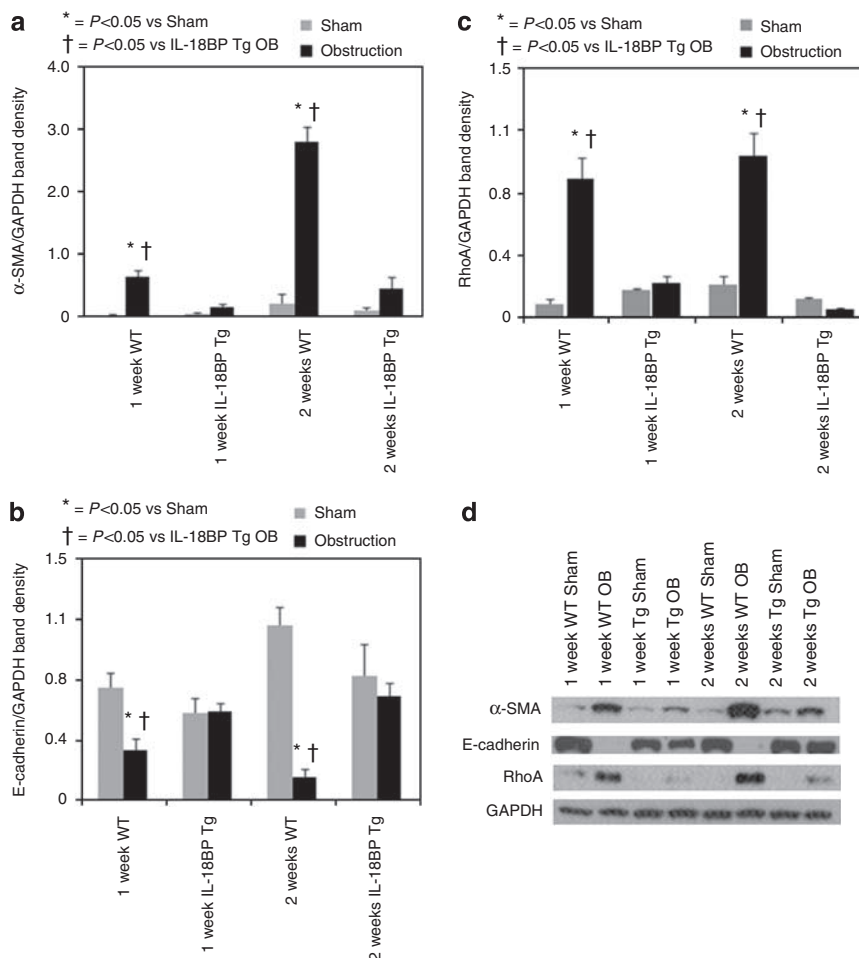 a
* = P<0.05 vs Sham
† = P<0.05 vs IL-18BP Tg OB
Sham
Obstruction
α-SMA/GAPDH band density
4.0
3.0
2.0
1.0
0
* †
* †
1 week WT
1 week IL-18BP Tg
2 weeks WT
2 weeks IL-18BP Tg
c
* = P<0.05 vs Sham
† = P<0.05 vs IL-18BP Tg OB
Sham
Obstruction
RhoA/GAPDH band density
1.5
1.1
0.8
0.4
0
* †
* †
1 week WT
1 week IL-18BP Tg
2 weeks WT
2 weeks IL-18BP Tg
b
* = P<0.05 vs Sham
† = P<0.05 vs IL-18BP Tg OB
Sham
Obstruction
E-cadherin/GAPDH band density
1.5
1.1
0.8
0.4
0
* †
* †
1 week WT
1 week IL-18BP Tg
2 weeks WT
2 weeks IL-18BP Tg
d
1 week WT Sham
1 week WT OB
1 week Tg Sham
1 week Tg OB
2 weeks WT Sham
2 weeks WT OB
2 weeks Tg Sham
2 weeks Tg OB
α-SMA
E-cadherin
RhoA
GAPDH